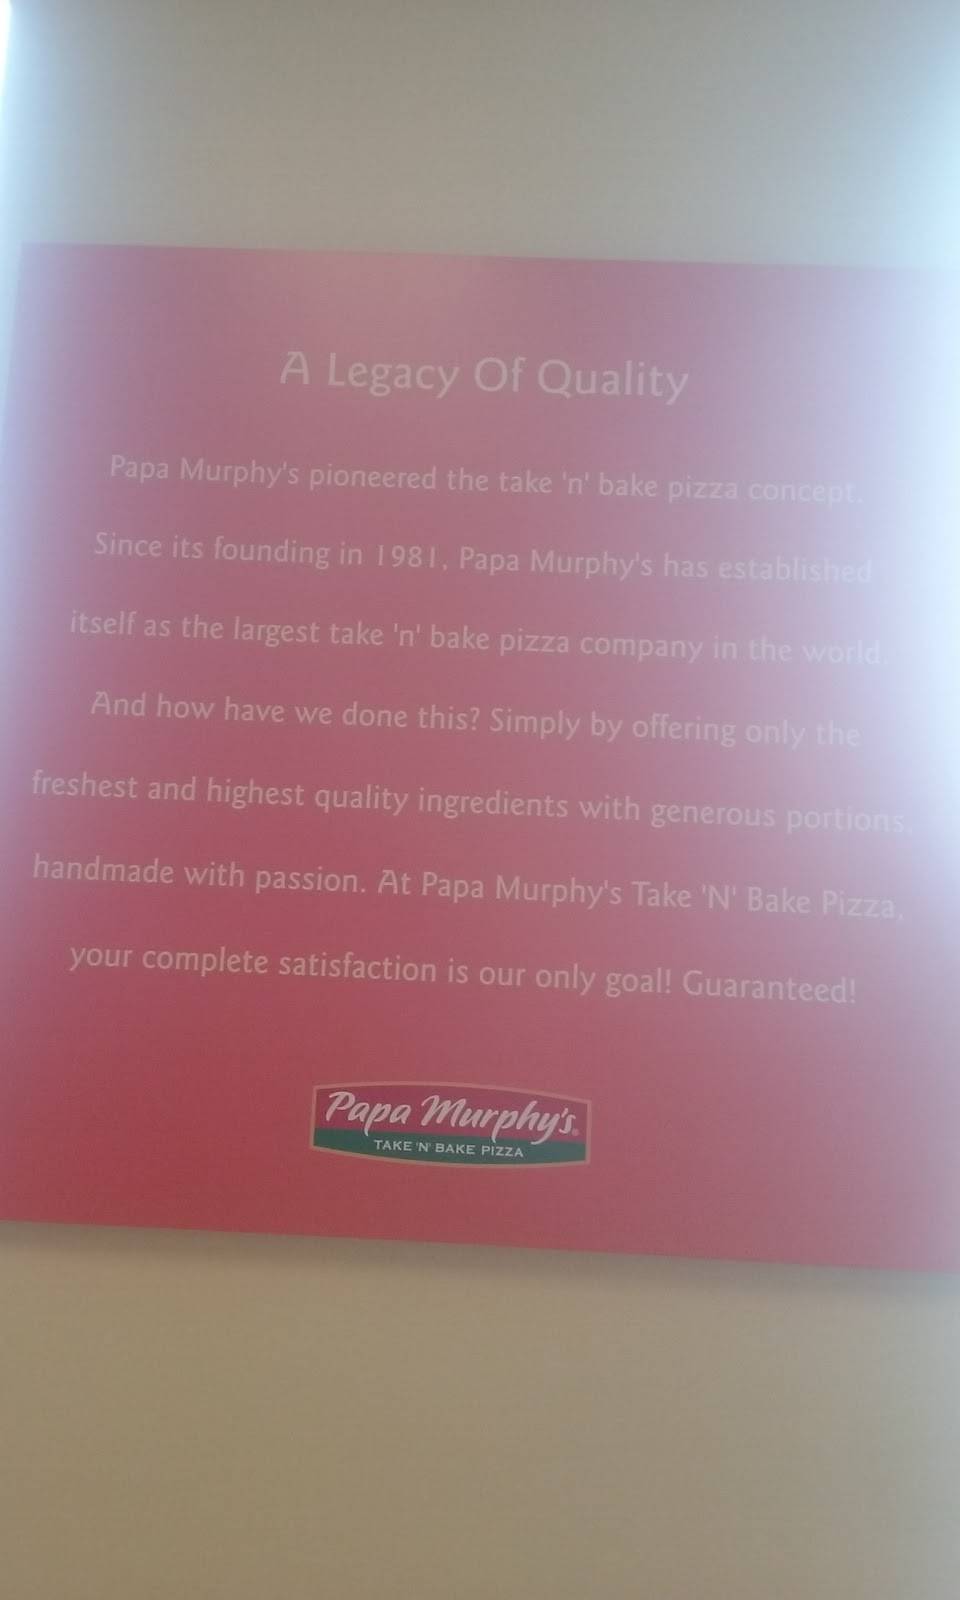 A Legacy Of Quality
Papa Murphy's pioneered the take 'n' bake pizza concept.
Since its founding in 1981, Papa Murphy's has established
itself as the largest take 'n' bake pizza company in the world.
And how have we done this? Simply by offering only the
freshest and highest quality ingredients with generous portions,
handmade with passion. At Papa Murphy's Take 'N' Bake Pizza,
your complete satisfaction is our only goal! Guaranteed!
Papa Murphy's®
TAKE 'N' BAKE PIZZA